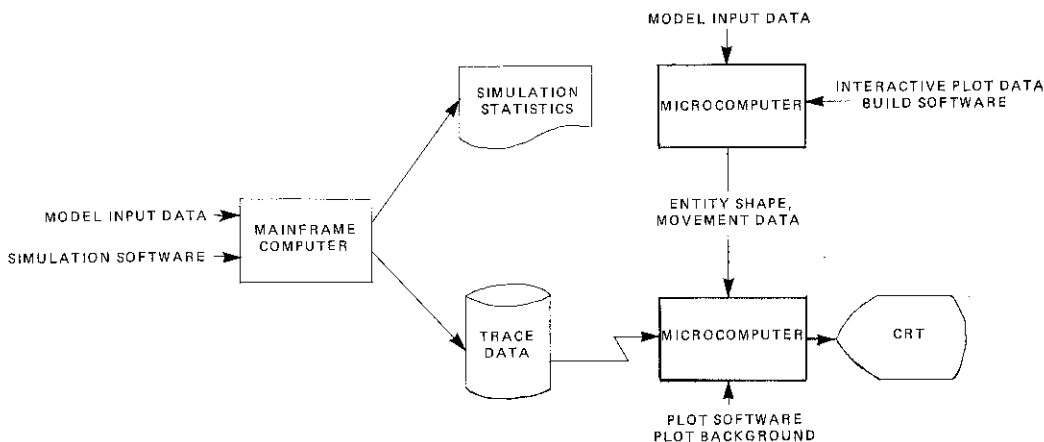 MODEL INPUT DATA
SIMULATION
STATISTICS
MICROCOMPUTER
INTERACTIVE PLOT DATA
BUILD SOFTWARE
MODEL INPUT DATA
SIMULATION SOFTWARE
MAINFRAME
COMPUTER
ENTITY SHAPE,
MOVEMENT DATA
TRACE
DATA
MICROCOMPUTER
CRT
PLOT SOFTWARE
PLOT BACKGROUND